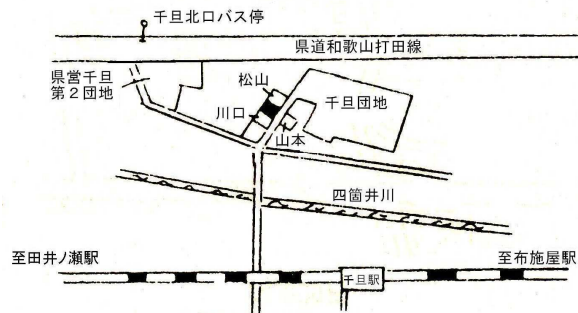 千旦北口バス停
県道和歌山打田線
県営千旦
第2団地
松山
千旦団地
川口
山本
四箇井川
至田井ノ瀬駅
千旦駅
至布施屋駅